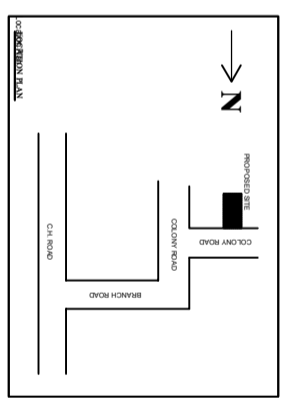 LOCATION PLAN
N
PROPOSED SITE
COLONY ROAD
COLONY ROAD
BRANCH ROAD
C.H. ROAD